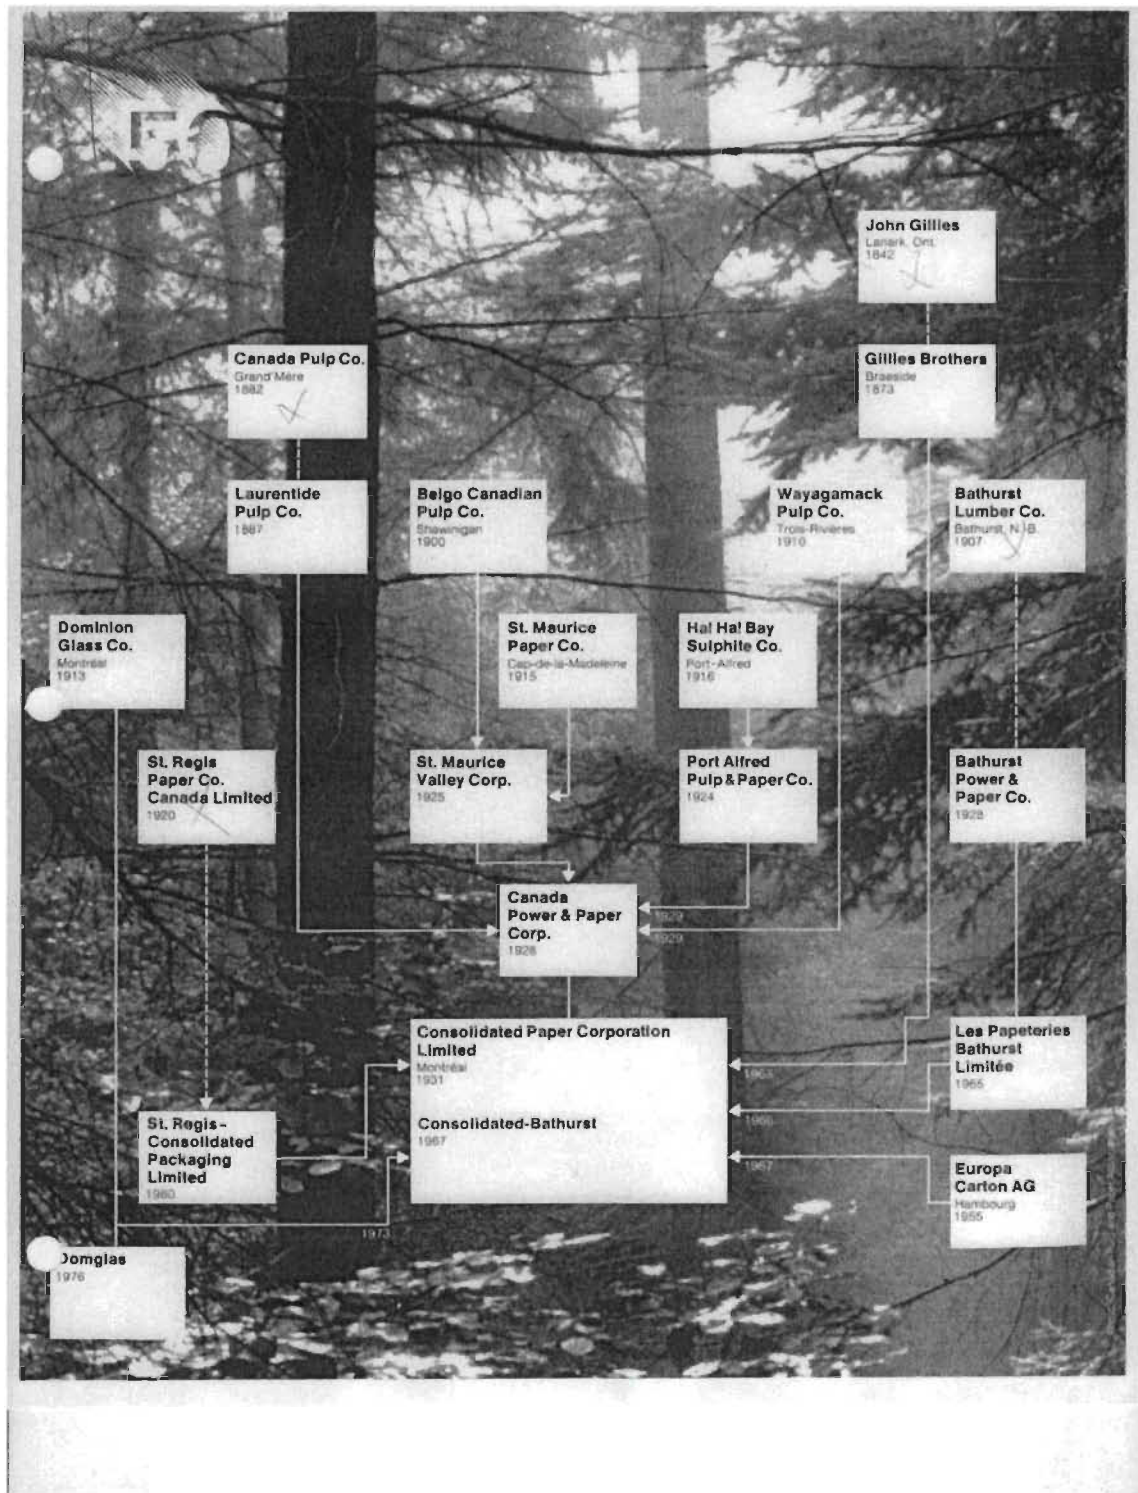 50
John Gillies
Lanark, Ont.
1842
Canada Pulp Co.
Grand'Mère
1882
Gillies Brothers
Braeside
1873
Laurentide
Pulp Co.
1887
Belgo Canadian
Pulp Co.
Shawinigan
1900
Wayagamack
Pulp Co.
Trois-Rivières
1910
Bathurst
Lumber Co.
Bathurst, N.-B.
1907
Dominion
Glass Co.
Montréal
1913
St. Maurice
Paper Co.
Cap-de-la-Madeleine
1915
Ha! Ha! Bay
Sulphite Co.
Port-Alfred
1916
St. Regis
Paper Co.
Canada Limited
1920
St. Maurice
Valley Corp.
1925
Port Alfred
Pulp & Paper Co.
1924
Bathurst
Power &
Paper Co.
1928
Canada
Power & Paper
Corp.
1928
1929
1929
Consolidated Paper Corporation
Limited
Montréal
1931
Consolidated-Bathurst
1967
Les Papeteries
Bathurst
Limitée
1965
1967
St. Regis-
Consolidated
Packaging
Limited
1960
Europa
Carton AG
Hambourg
1955
1973
Domglas
1976